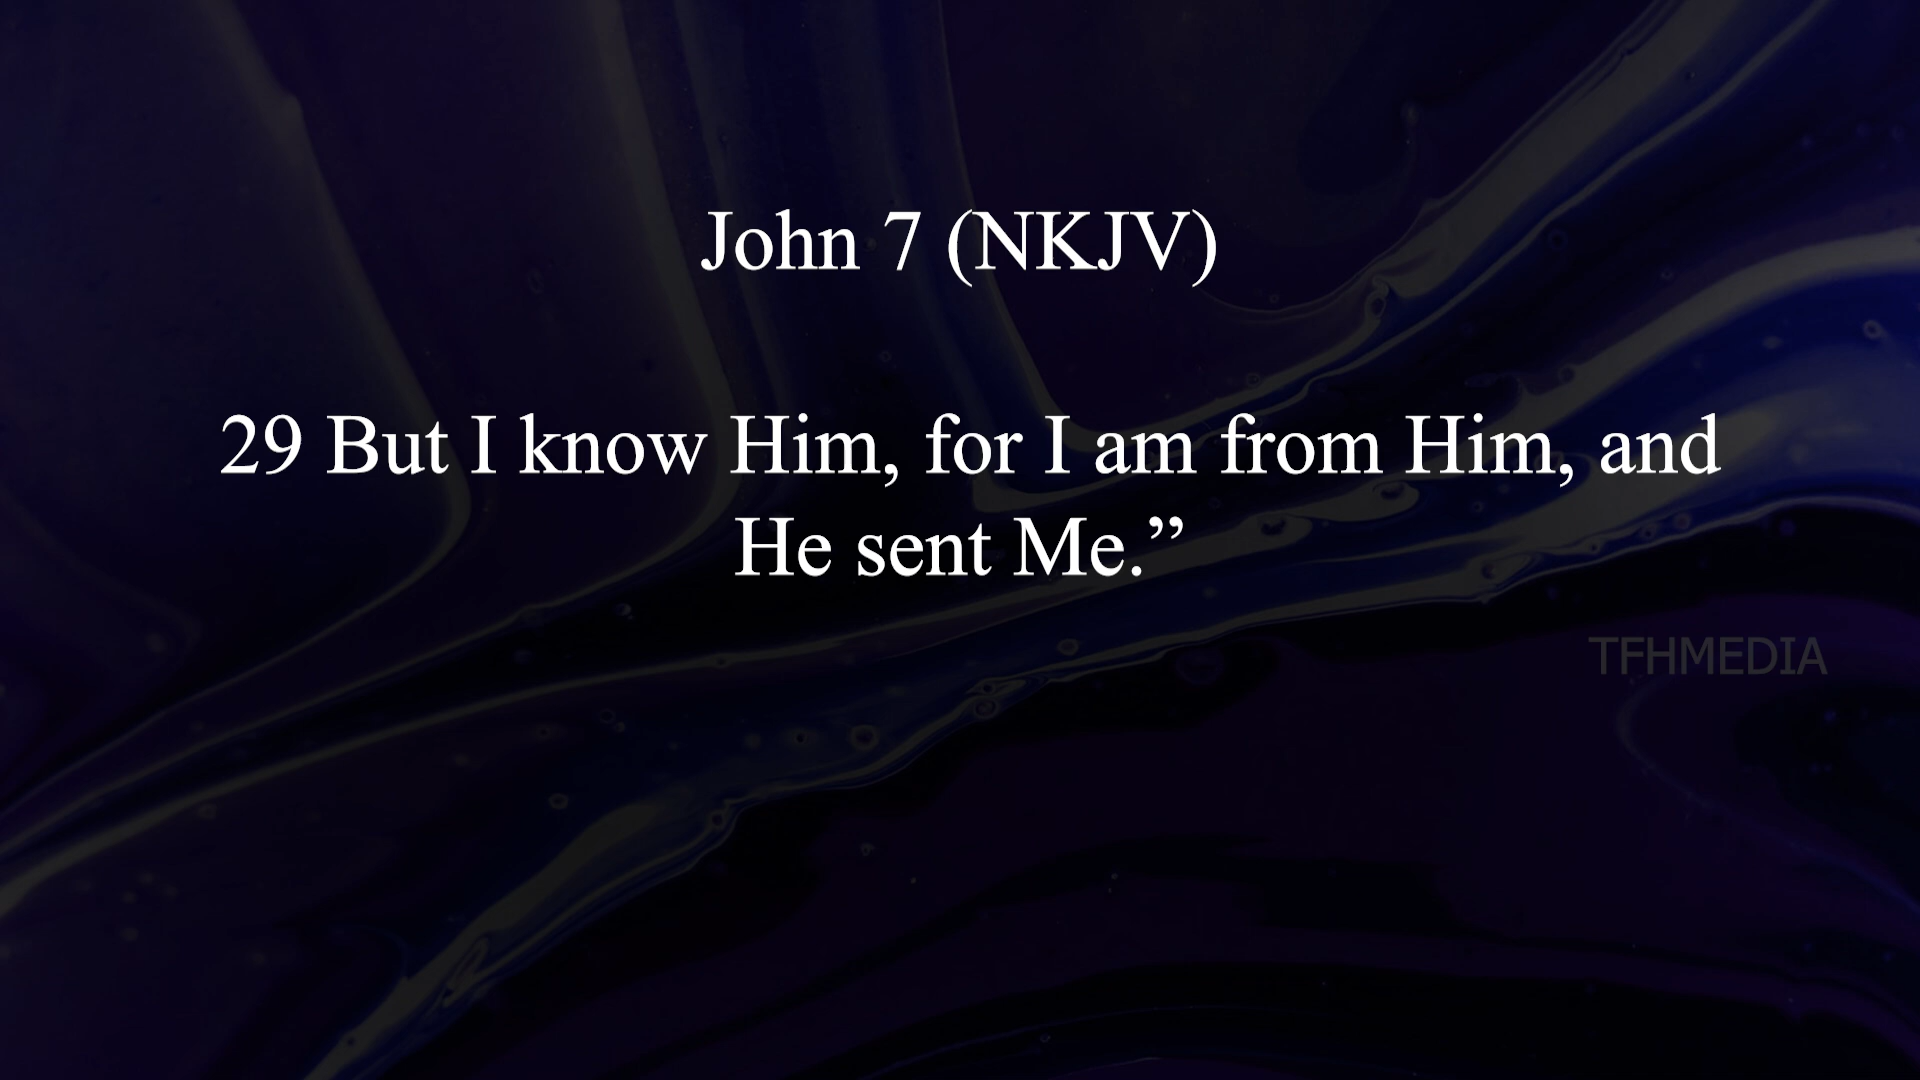 John 7 (NKJV)
29 But I know Him, for I am from Him, and
He sent Me.”
TFHMEDIA